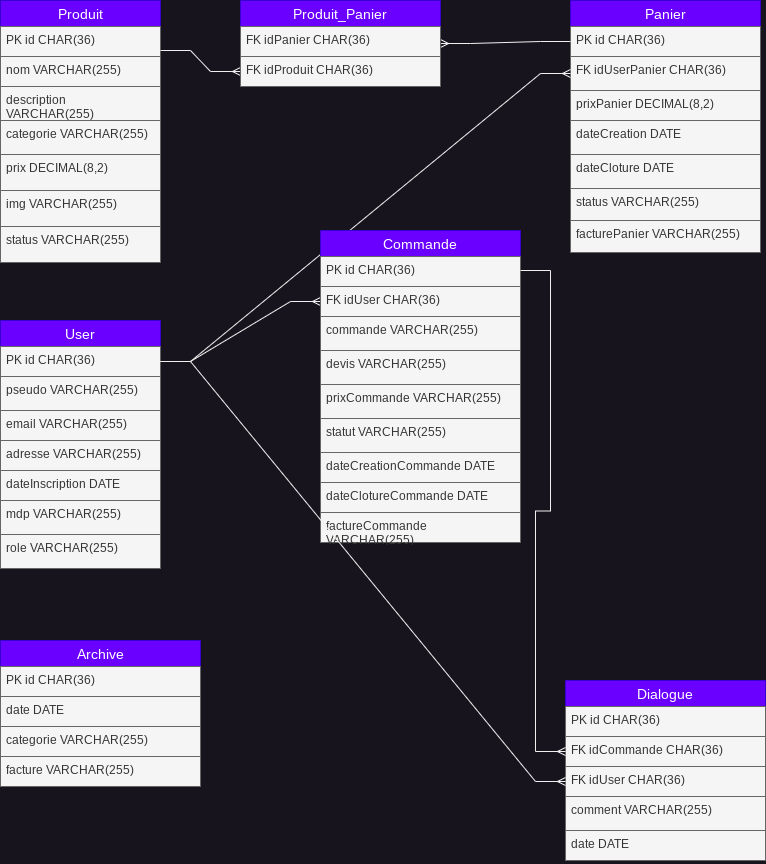 Produit
PK id CHAR(36)
nom VARCHAR(255)
description
VARCHAR(255)
categorie VARCHAR(255)
prix DECIMAL(8,2)
img VARCHAR(255)
status VARCHAR(255)
Produit_Panier
FK idPanier CHAR(36)
FK idProduit CHAR(36)
Panier
PK id CHAR(36)
FK idUserPanier CHAR(36)
prixPanier DECIMAL(8,2)
dateCreation DATE
dateCloture DATE
status VARCHAR(255)
facturePanier VARCHAR(255)
Commande
PK id CHAR(36)
FK idUser CHAR(36)
commande VARCHAR(255)
devis VARCHAR(255)
prixCommande VARCHAR(255)
statut VARCHAR(255)
dateCreationCommande DATE
dateClotureCommande DATE
factureCommande
VARCHAR(255)
User
PK id CHAR(36)
pseudo VARCHAR(255)
email VARCHAR(255)
adresse VARCHAR(255)
dateInscription DATE
mdp VARCHAR(255)
role VARCHAR(255)
Archive
PK id CHAR(36)
date DATE
categorie VARCHAR(255)
facture VARCHAR(255)
Dialogue
PK id CHAR(36)
FK idCommande CHAR(36)
FK idUser CHAR(36)
comment VARCHAR(255)
date DATE